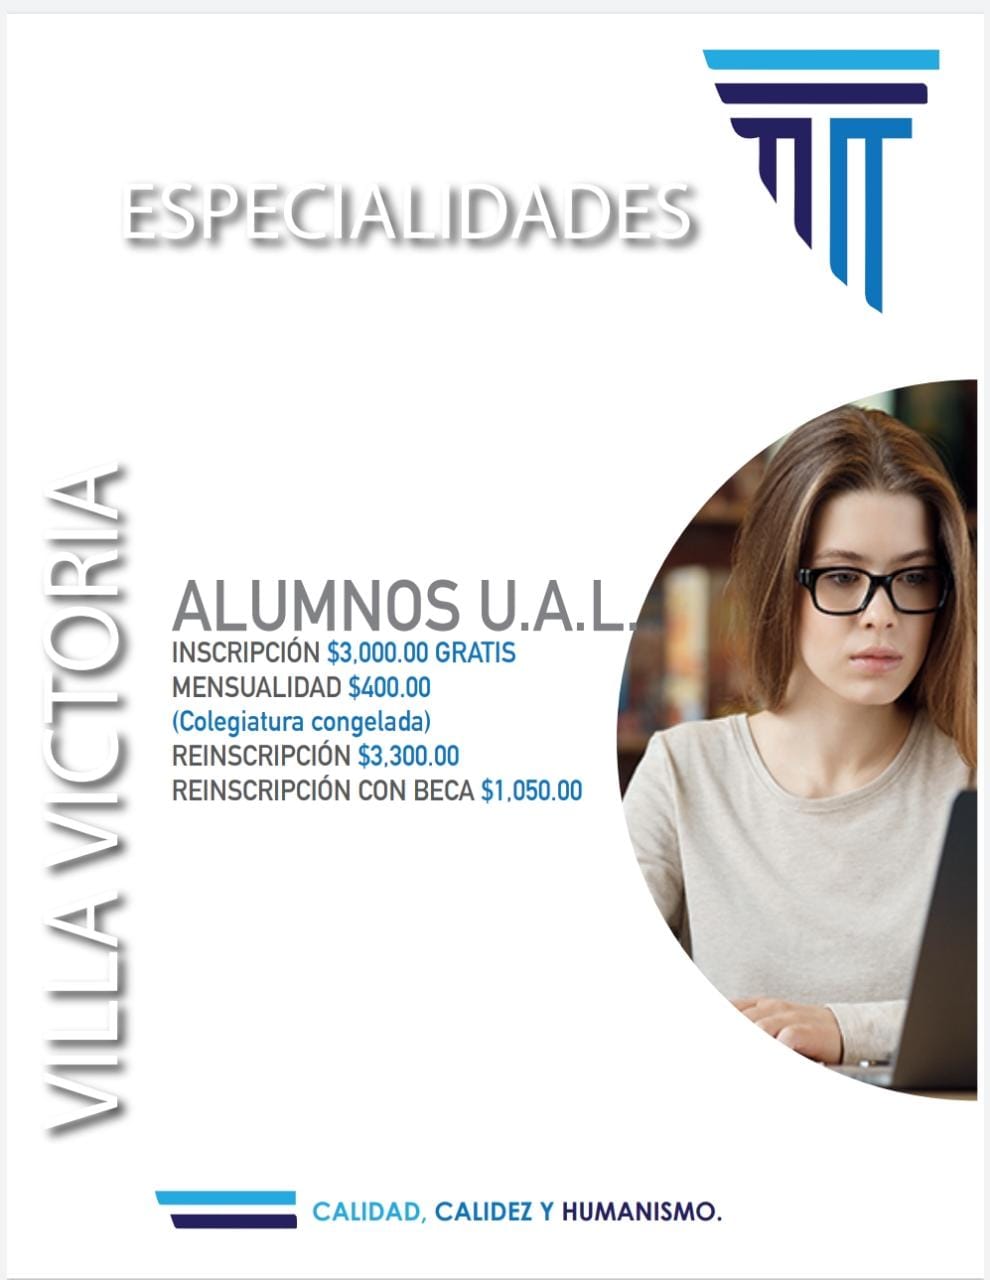 ESPECIALIDADES
VILLA VICTORIA
ALUMNOS U.A.L.
INSCRIPCIÓN $3,000.00 GRATIS
MENSUALIDAD $400.00
(Colegiatura congelada)
REINSCRIPCIÓN $3,300.00
REINSCRIPCIÓN CON BECA $1,050.00
CALIDAD, CALIDEZ Y HUMANISMO.